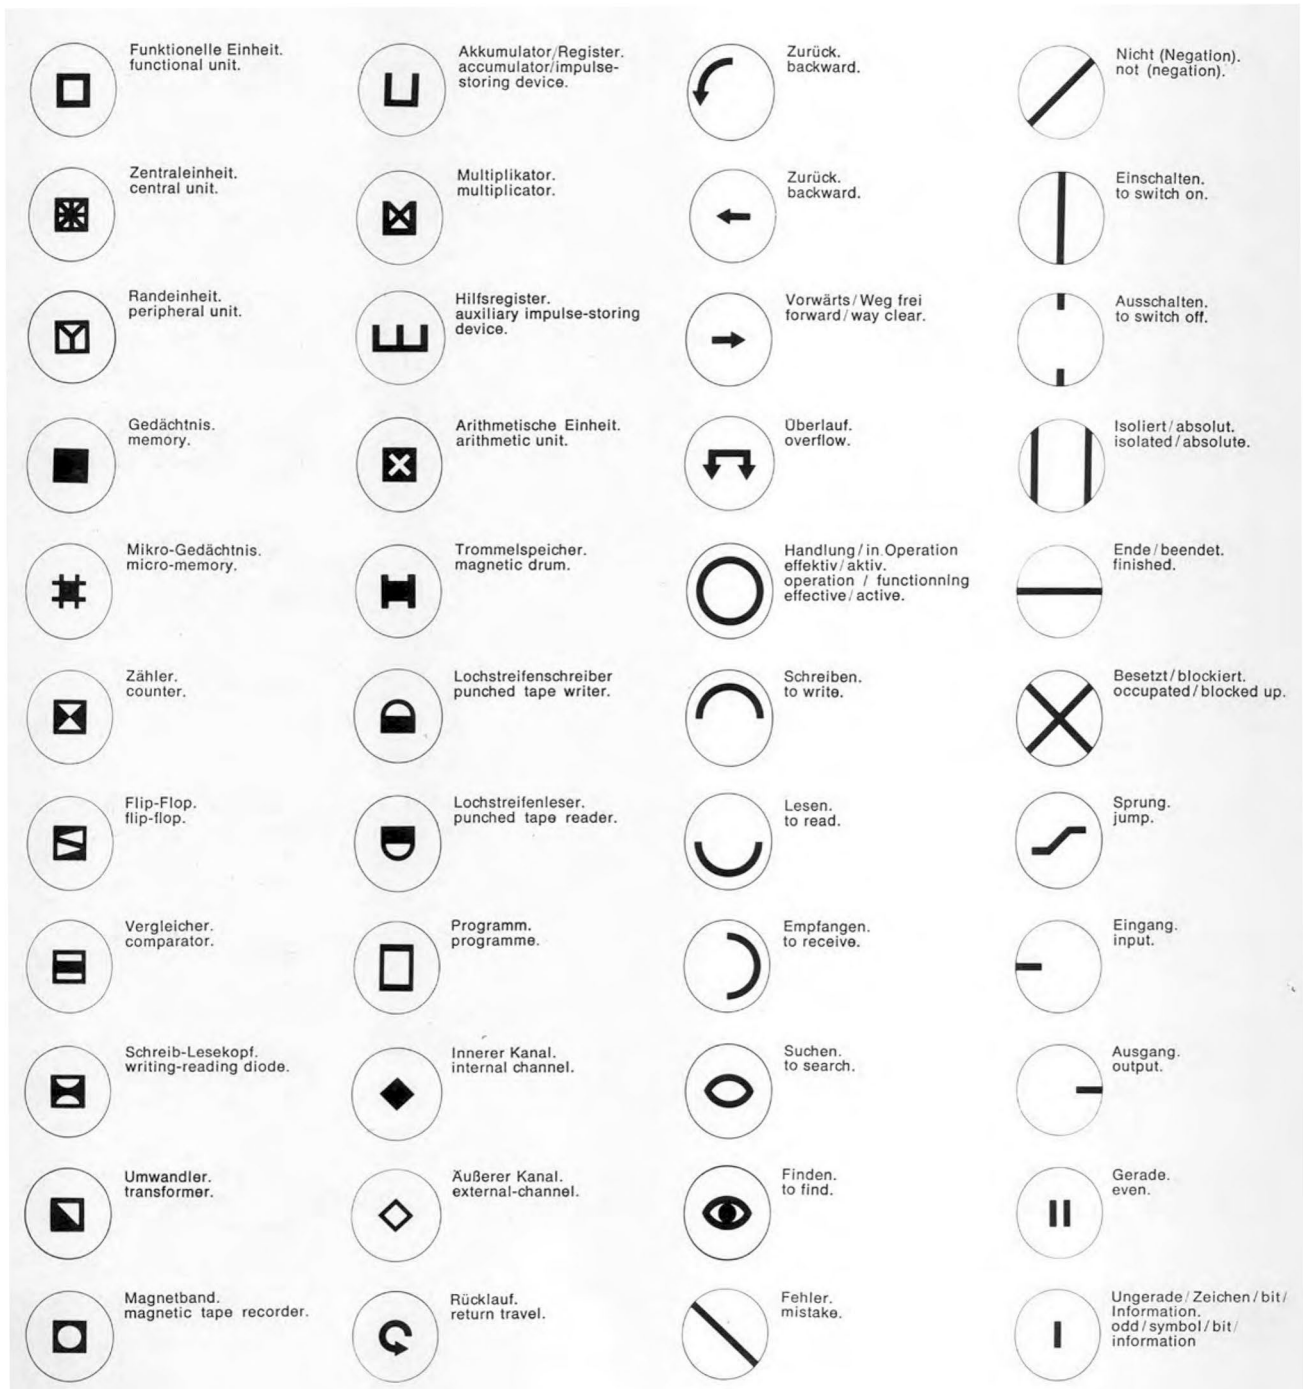 Funktionelle Einheit.
functional unit.
Zentraleinheit.
central unit.
Randeinheit.
peripheral unit.
Gedächtnis.
memory.
Mikro-Gedächtnis.
micro-memory.
Zähler.
counter.
Flip-Flop.
flip-flop.
Vergleicher.
comparator.
Schreib-Lesekopf.
writing-reading diode.
Umwandler.
transformer.
Magnetband.
magnetic tape recorder.
Akkumulator/Register.
accumulator/impulse-
storing device.
Multiplikator.
multiplicator.
Hilfsregister.
auxiliary impulse-storing
device.
Arithmetische Einheit.
arithmetic unit.
Trommelspeicher.
magnetic drum.
Lochstreifenschreiber
punched tape writer.
Lochstreifenleser.
punched tape reader.
Programm.
programme.
Innerer Kanal.
internal channel.
Äußerer Kanal.
external-channel.
Rücklauf.
return travel.
Zurück.
backward.
Zurück.
backward.
Vorwärts/Weg frei
forward/way clear.
Überlauf.
overflow.
Handlung/in Operation
effektiv/aktiv.
operation / functionning
effective/active.
Schreiben.
to write.
Lesen.
to read.
Empfangen.
to receive.
Suchen.
to search.
Finden.
to find.
Fehler.
mistake.
Nicht (Negation).
not (negation).
Einschalten.
to switch on.
Ausschalten.
to switch off.
Isoliert/absolut.
isolated/absolute.
Ende/beendet.
finished.
Besetzt/blockiert.
occupated/blocked up.
Sprung.
jump.
Eingang.
input.
Ausgang.
output.
Gerade.
even.
Ungerade/Zeichen/bit/
Information.
odd/symbol/bit/
information